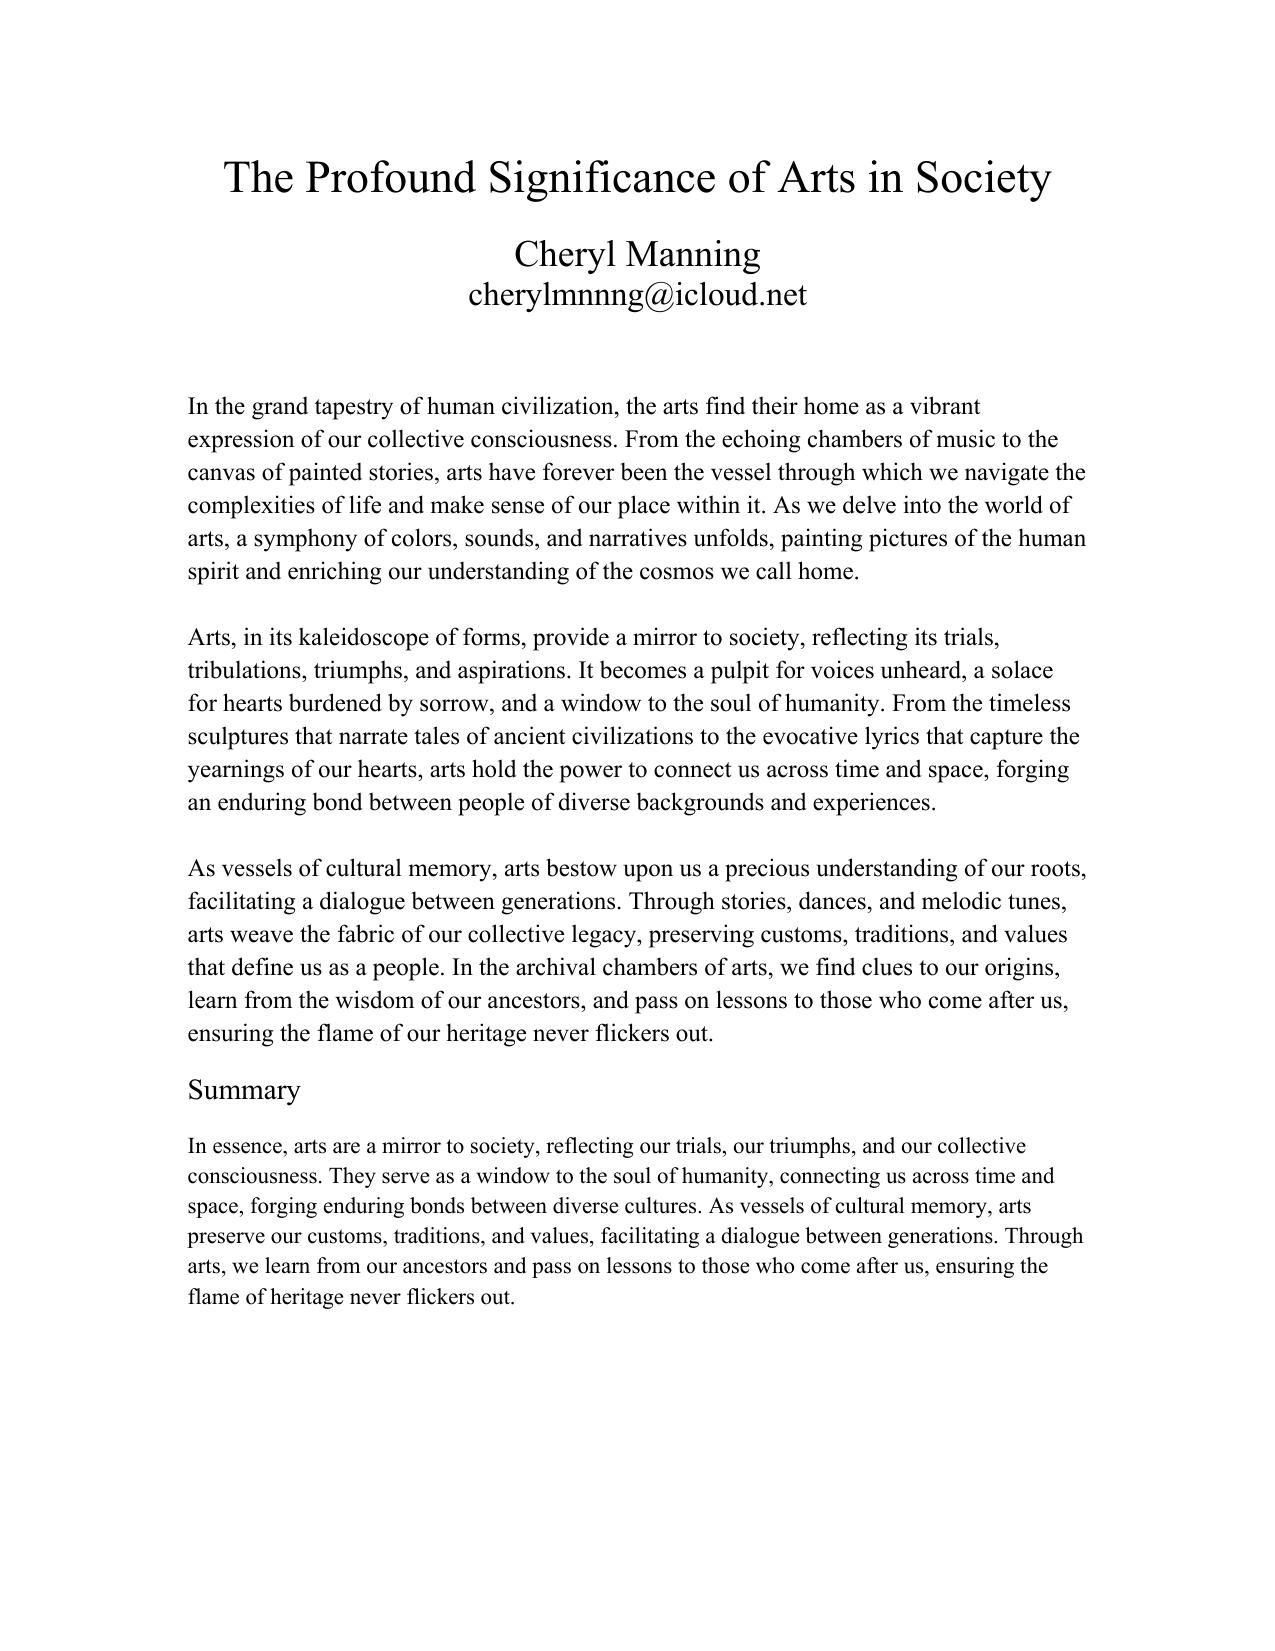 The Profound Significance of Arts in Society
Cheryl Manning
cherylmnnng@icloud.net
In the grand tapestry of human civilization, the arts find their home as a vibrant
expression of our collective consciousness. From the echoing chambers of music to the
canvas of painted stories, arts have forever been the vessel through which we navigate the
complexities of life and make sense of our place within it. As we delve into the world of
arts, a symphony of colors, sounds, and narratives unfolds, painting pictures of the human
spirit and enriching our understanding of the cosmos we call home.
Arts, in its kaleidoscope of forms, provide a mirror to society, reflecting its trials,
tribulations, triumphs, and aspirations. It becomes a pulpit for voices unheard, a solace
for hearts burdened by sorrow, and a window to the soul of humanity. From the timeless
sculptures that narrate tales of ancient civilizations to the evocative lyrics that capture the
yearnings of our hearts, arts hold the power to connect us across time and space, forging
an enduring bond between people of diverse backgrounds and experiences.
As vessels of cultural memory, arts bestow upon us a precious understanding of our roots,
facilitating a dialogue between generations. Through stories, dances, and melodic tunes,
arts weave the fabric of our collective legacy, preserving customs, traditions, and values
that define us as a people. In the archival chambers of arts, we find clues to our origins,
learn from the wisdom of our ancestors, and pass on lessons to those who come after us,
ensuring the flame of our heritage never flickers out.
Summary
In essence, arts are a mirror to society, reflecting our trials, our triumphs, and our collective
consciousness. They serve as a window to the soul of humanity, connecting us across time and
space, forging enduring bonds between diverse cultures. As vessels of cultural memory, arts
preserve our customs, traditions, and values, facilitating a dialogue between generations. Through
arts, we learn from our ancestors and pass on lessons to those who come after us, ensuring the
flame of heritage never flickers out.